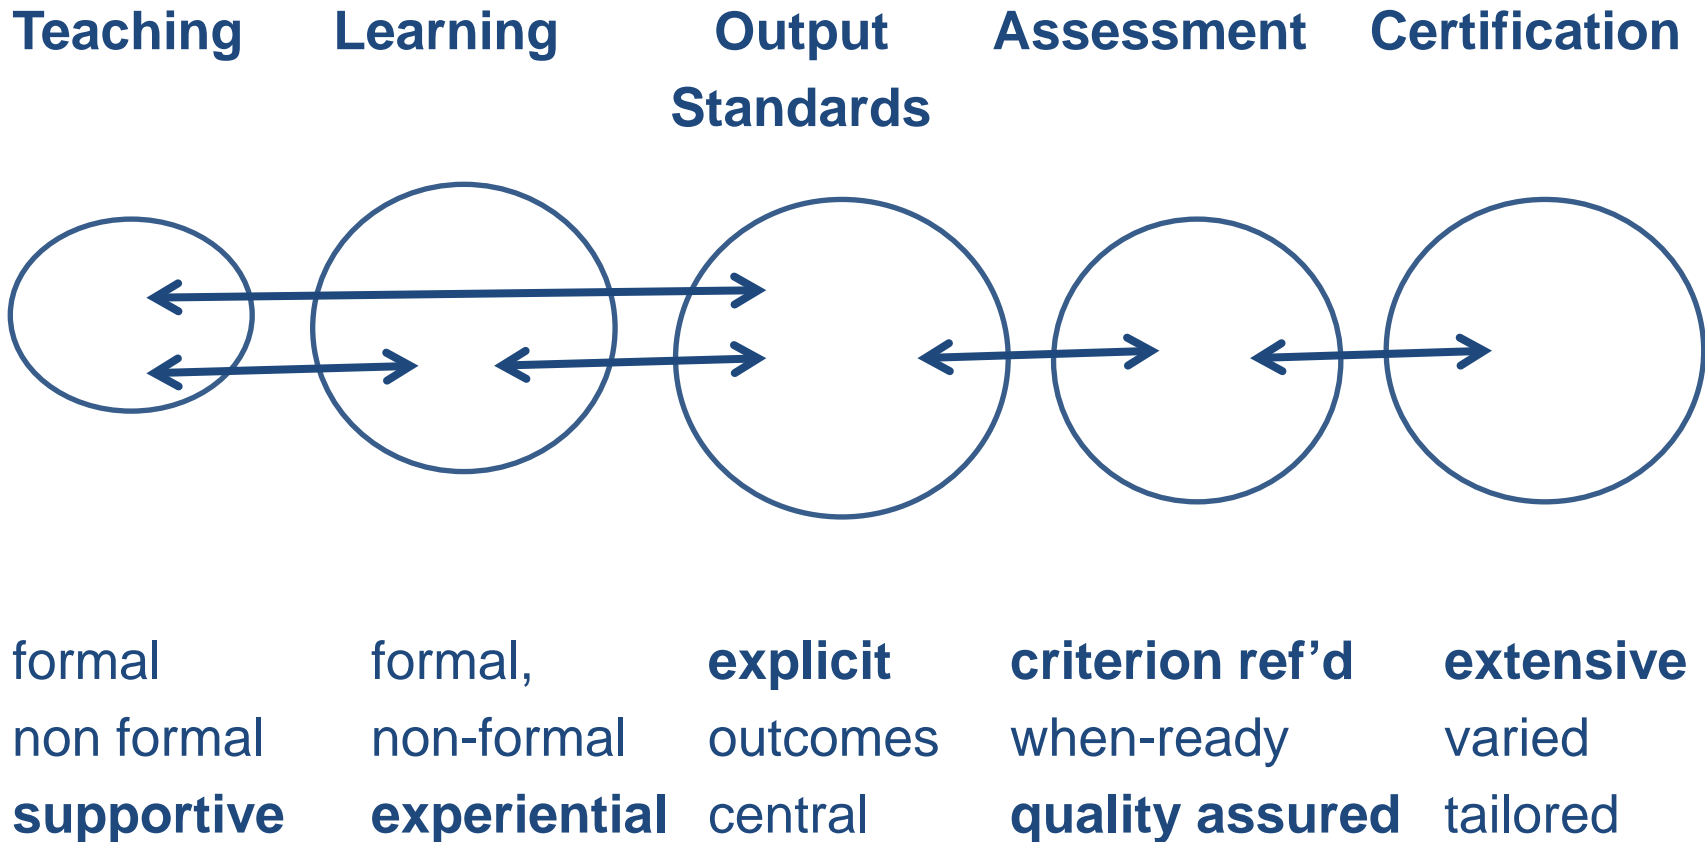 Teaching Learning Output Assessment Certification
Standards
formal formal, explicit criterion ref’d extensive
non formal non-formal outcomes when-ready varied
supportive experiential central quality assured tailored